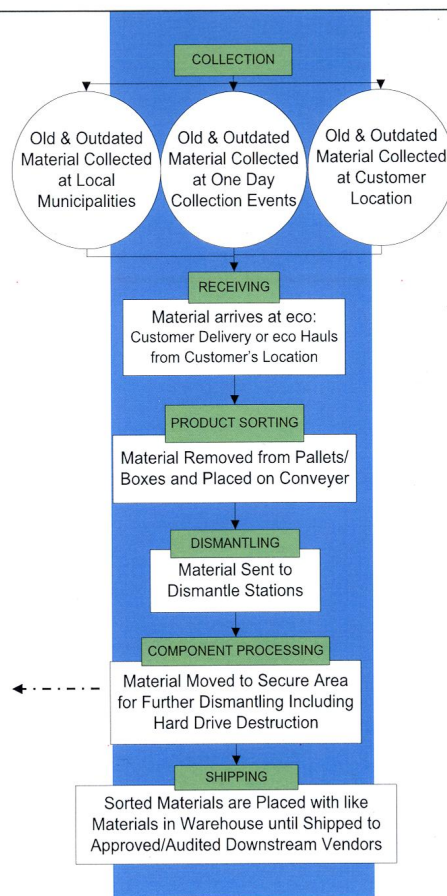 COLLECTION
Old & Outdated
Material Collected
at Local
Municipalities
Old & Outdated
Material Collected
at One Day
Collection Events
Old & Outdated
Material Collected
at Customer
Location
RECEIVING
Material arrives at eco:
Customer Delivery or eco Hauls
from Customer's Location
PRODUCT SORTING
Material Removed from Pallets/
Boxes and Placed on Conveyer
DISMANTLING
Material Sent to
Dismantle Stations
COMPONENT PROCESSING
Material Moved to Secure Area
for Further Dismantling Including
Hard Drive Destruction
SHIPPING
Sorted Materials are Placed with like
Materials in Warehouse until Shipped to
Approved/Audited Downstream Vendors